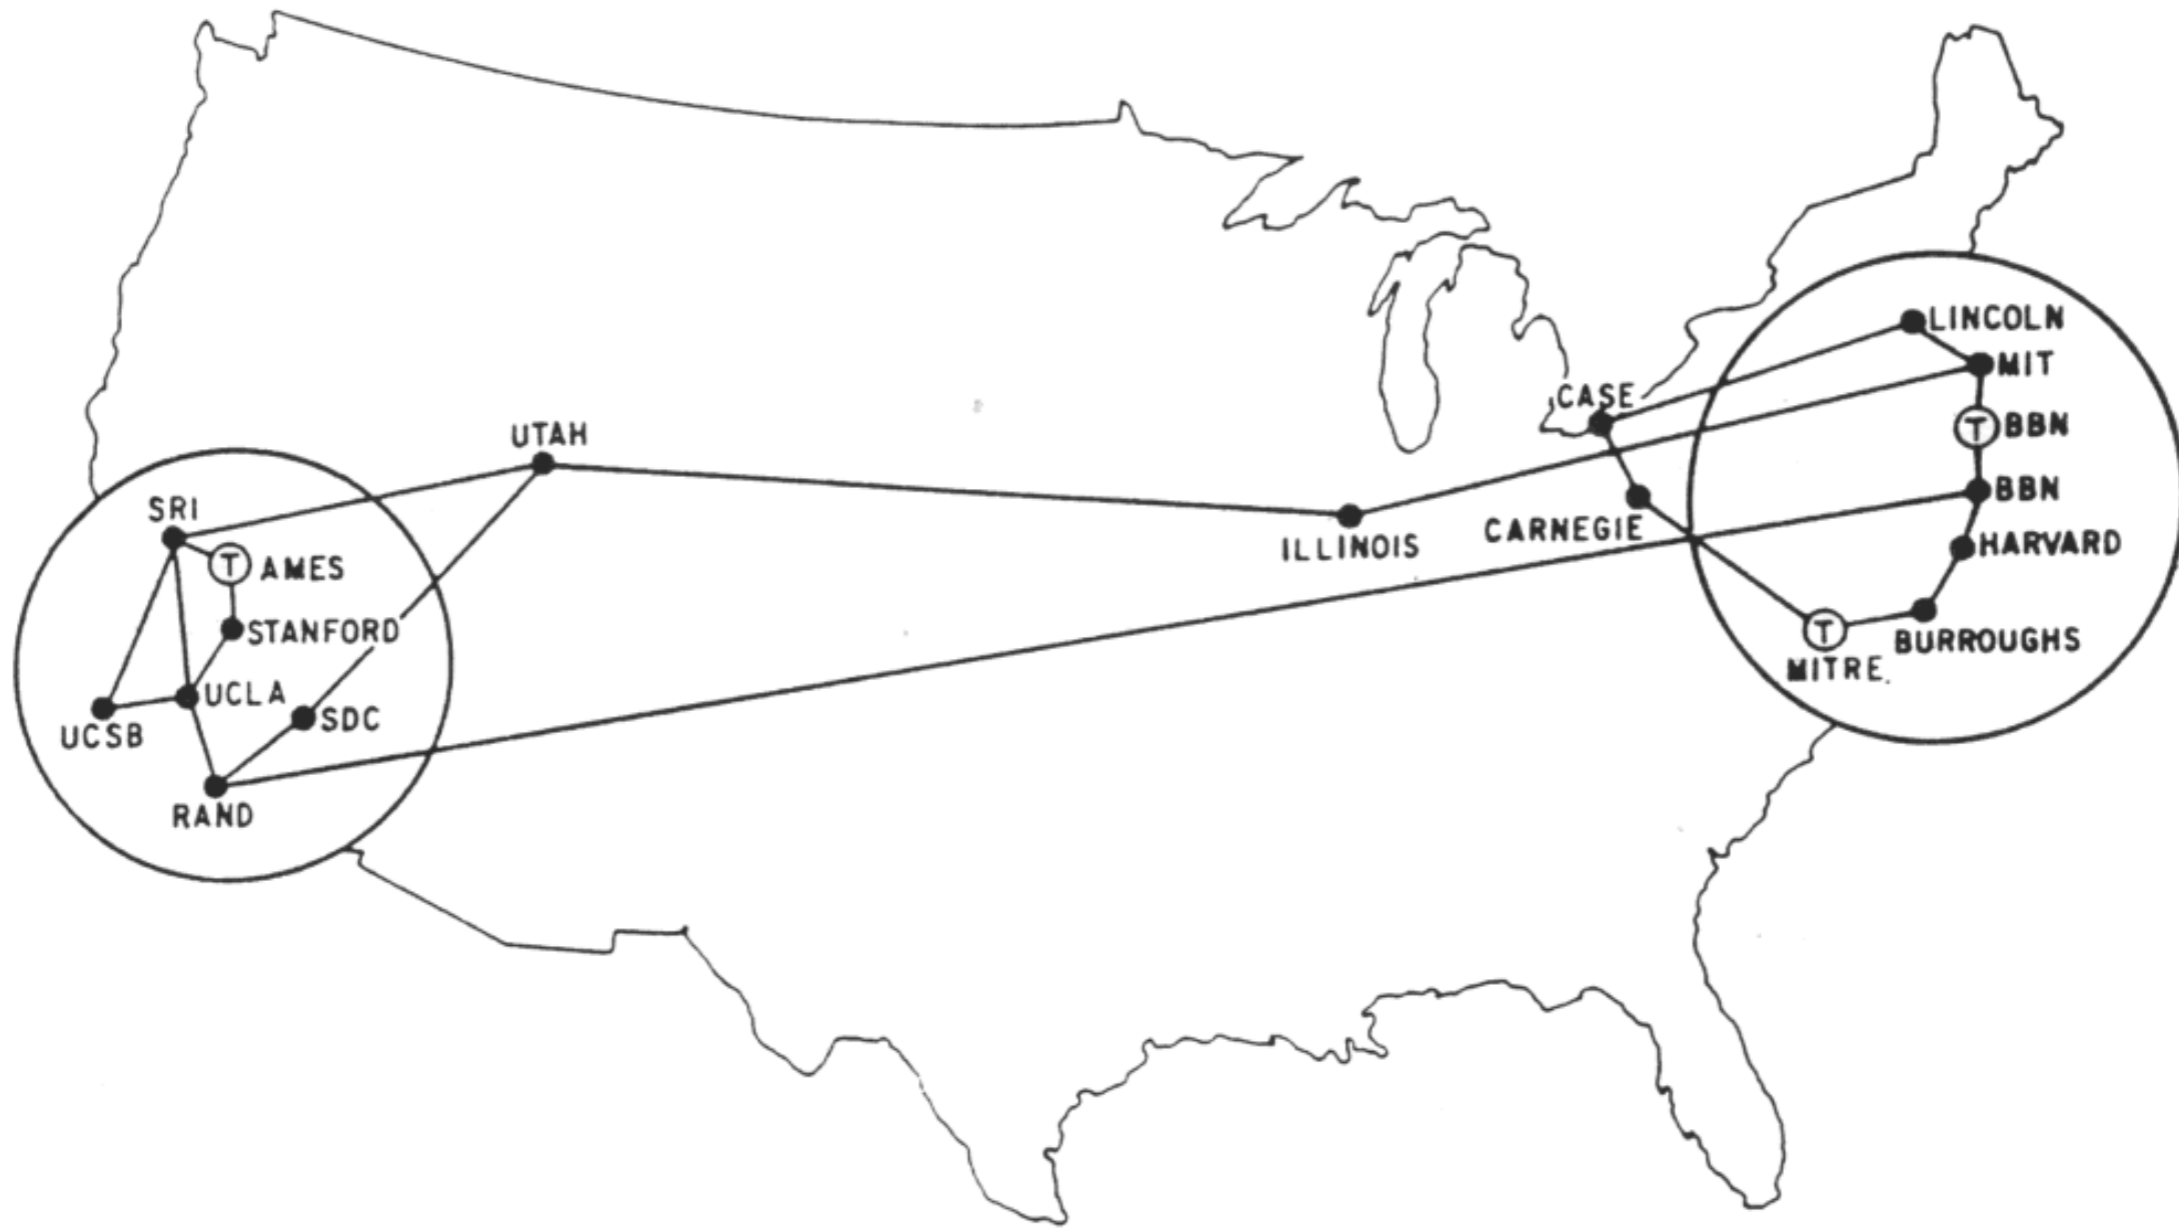 LINCOLN
MIT
CASE
T BBN
UTAH
BBN
SRI
CARNEGIE
HARVARD
ILLINOIS
T AMES
STANFORD
T
BURROUGHS
MITRE.
UCLA
SDC
UCSB
RAND